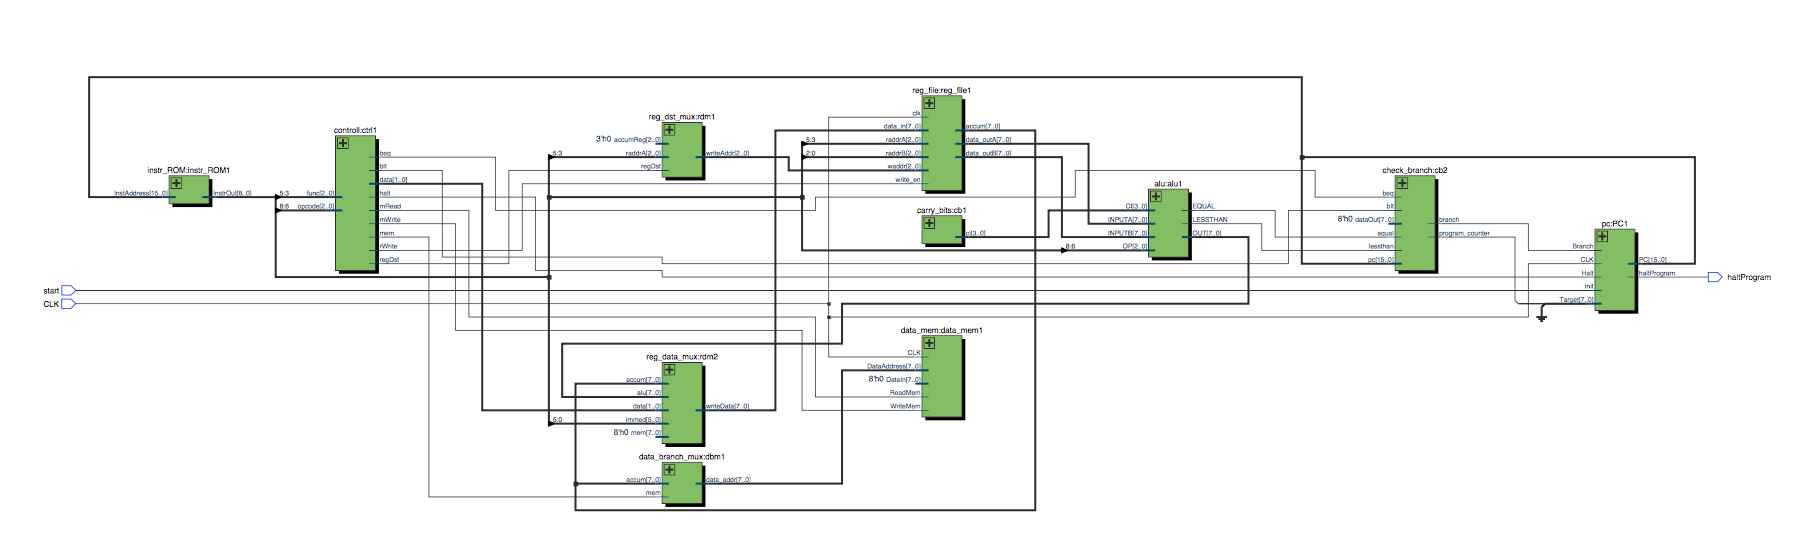 instr_ROM:instr_ROM1
InstAddress[15..0]
InstrOut[8..0]
5:3
8:6
controll:ctrl1
func[2..0]
opcode[2..0]
beq
blt
data[1..0]
halt
mRead
mWrite
mem
rWrite
regDst
start
CLK
reg_dst_mux:rdm1
3'h0 accumReg[2..0]
5:3
raddrA[2..0]
regDst
writeAddr[2..0]
reg_data_mux:rdm2
accum[7..0]
alu[7..0]
data[1..0]
5:0
immed[5..0]
8'h0 mem[7..0]
writeData[7..0]
data_branch_mux:dbm1
accum[7..0]
mem
data_addr[7..0]
reg_file:reg_file1
clk
data_in[7..0]
5:3
raddrA[2..0]
2:0
raddrB[2..0]
waddr[2..0]
write_en
accum[7..0]
data_outA[7..0]
data_outB[7..0]
carry_bits:cb1
ci[3..0]
data_mem:data_mem1
CLK
DataAddress[7..0]
8'h0 DataIn[7..0]
ReadMem
WriteMem
alu:alu1
CI[3..0]
INPUTA[7..0]
INPUTB[7..0]
8:6
OP[2..0]
EQUAL
LESSTHAN
OUT[7..0]
check_branch:cb2
beq
blt
8'h0 dataOut[7..0]
equal
lessthan
pc[15..0]
branch
program_counter
pc:PC1
Branch
CLK
Halt
Init
Target[7..0]
PC[15..0]
haltProgram
haltProgram